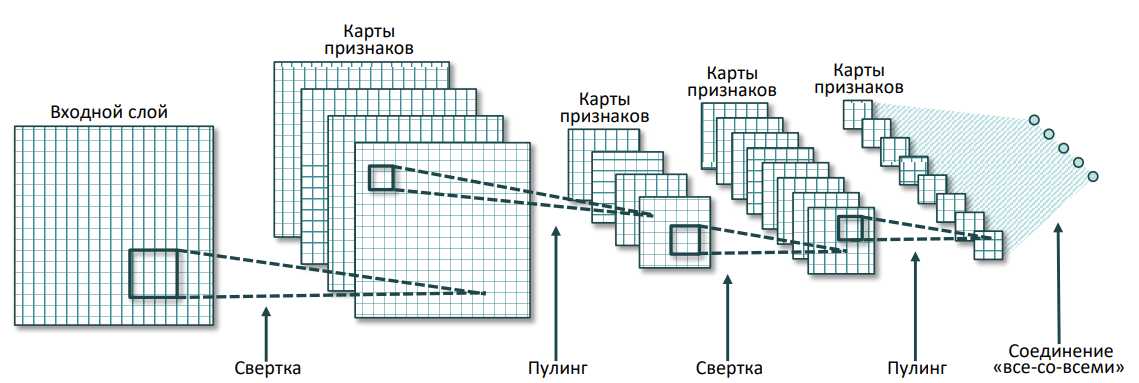 Входной слой
Карты
признаков
Карты
признаков
Карты
признаков
Карты
признаков
Свертка
Пулинг
Свертка
Пулинг
Соединение
«все-со-всеми»